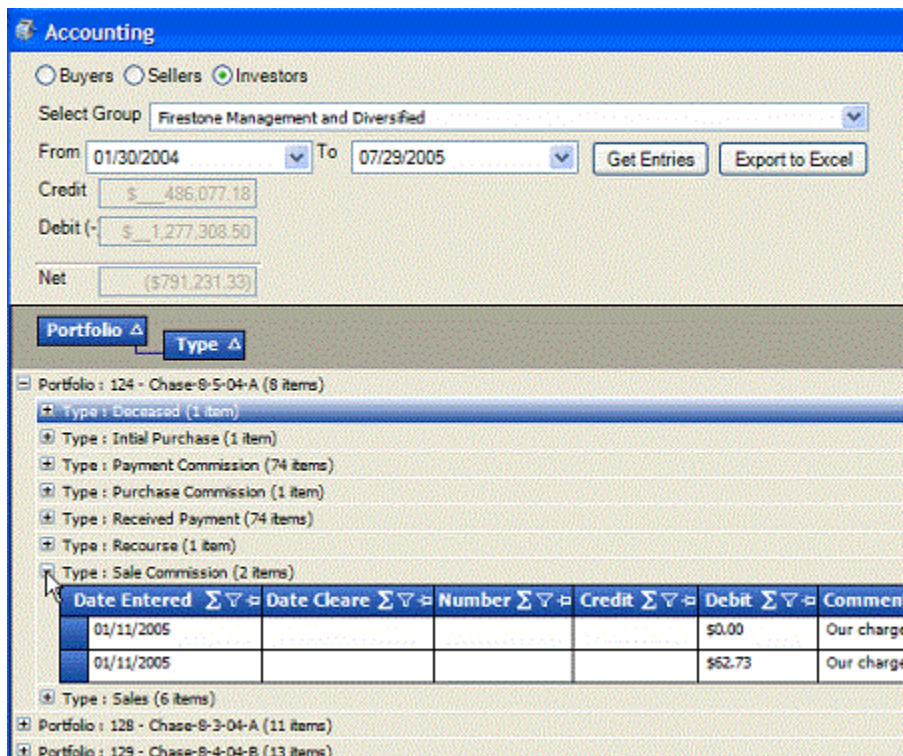 Accounting
Buyers Sellers Investors
Select Group Firestone Management and Diversified
From 01/30/2004 To 07/29/2005 Get Entries Export to Excel
Credit $___486,077.18
Debit (- $__1,277,308.50
Net ($791,231.33)
Portfolio
Type
Portfolio : 124 - Chase-8-5-04-A (8 items)
Type : Deceased (1 item)
Type : Intial Purchase (1 item)
Type : Payment Commission (74 items)
Type : Purchase Commission (1 item)
Type : Received Payment (74 items)
Type : Recourse (1 item)
Type : Sale Commission (2 items)
Date Entered Σ Date Cleare Σ Number Σ Credit Σ Debit Σ Commen
01/11/2005 $0.00 Our charge
01/11/2005 $62.73 Our charge
Type : Sales (6 items)
Portfolio : 128 - Chase-8-3-04-A (11 items)
Portfolio : 129 - Chase-8-4-04-B (13 items)